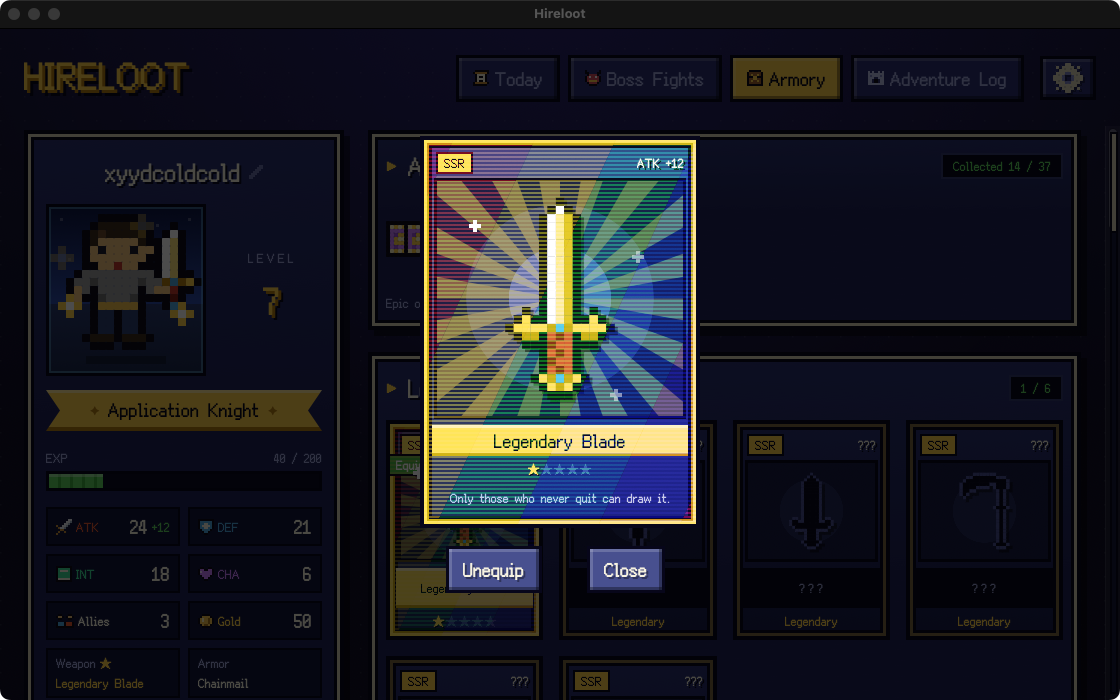 Hireloot
HIRELOOT
Today
Boss Fights
Armory
Adventure Log
xyydcoldcold
LEVEL
7
Application Knight
EXP
40 / 200
ATK 24 +12
DEF 21
INT 18
CHA 6
Allies 3
Gold 50
Weapon ★
Legendary Blade
Armor
Chainmail
Collected 14 / 37
1 / 6
SSR
ATK +12
Legendary Blade
★★★★★
Only those who never quit can draw it.
Unequip
Close
SSR
???
???
Legendary
SSR
???
???
Legendary
Legendary
SSR
???
SSR
???